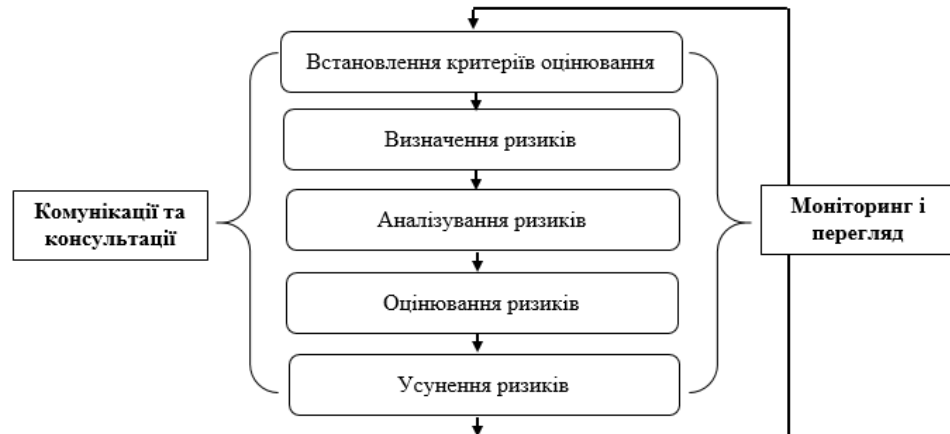 Встановлення критеріїв оцінювання
Визначення ризиків
Комунікації та
консультації
Аналізування ризиків
Моніторинг і
перегляд
Оцінювання ризиків
Усунення ризиків